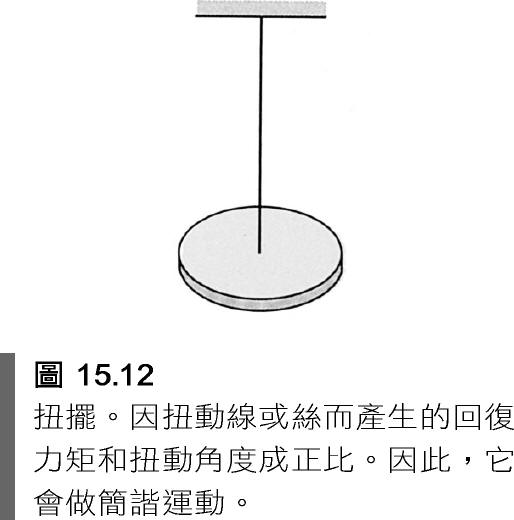 圖 15.12
扭擺。因扭動線或絲而產生的回復
力矩和扭動角度成正比。因此，它
會做簡諧運動。